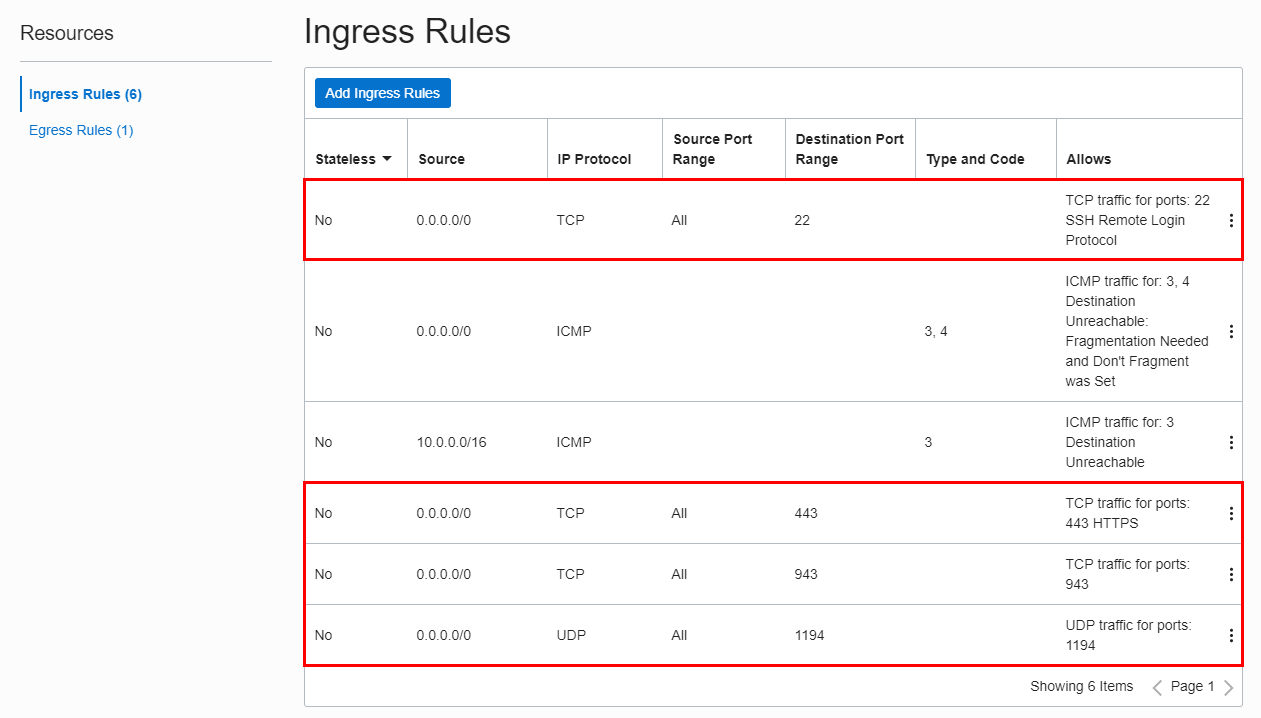 Resources
Ingress Rules (6)
Egress Rules (1)
Ingress Rules
Add Ingress Rules
Stateless Source IP Protocol Source Port Range Destination Port Range Type and Code Allows
No 0.0.0.0/0 TCP All 22 TCP traffic for ports: 22
SSH Remote Login
Protocol
No 0.0.0.0/0 ICMP 3, 4 ICMP traffic for: 3, 4
Destination
Unreachable:
Fragmentation Needed
and Don't Fragment
was Set
No 10.0.0.0/16 ICMP 3 ICMP traffic for: 3
Destination
Unreachable
No 0.0.0.0/0 TCP All 443 TCP traffic for ports:
443 HTTPS
No 0.0.0.0/0 TCP All 943 TCP traffic for ports:
943
No 0.0.0.0/0 UDP All 1194 UDP traffic for ports:
1194
Showing 6 Items Page 1